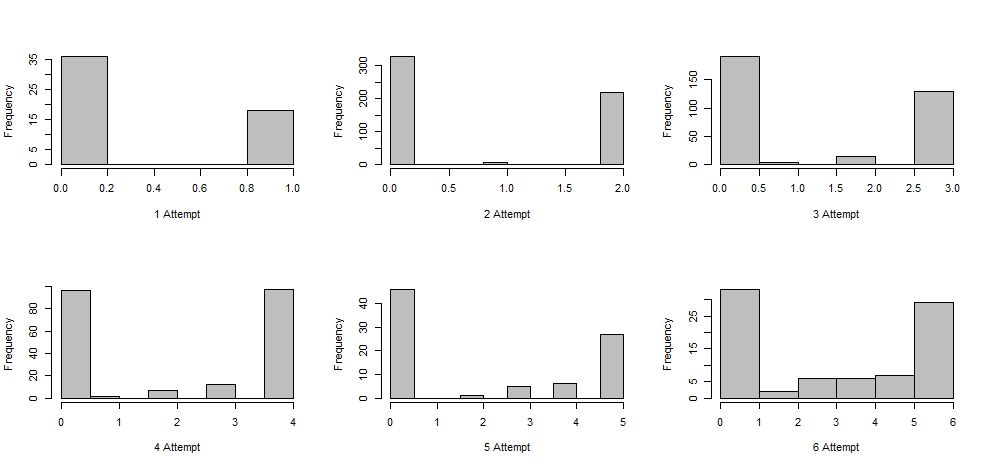 Frequency
5
15
25
35
0.0 0.2 0.4 0.6 0.8 1.0
1 Attempt
Frequency
0
100
200
300
0.0 0.5 1.0 1.5 2.0
2 Attempt
Frequency
0
50
100
150
0.0 0.5 1.0 1.5 2.0 2.5 3.0
3 Attempt
Frequency
0
20
40
60
80
0 1 2 3 4
4 Attempt
Frequency
0
10
20
30
40
0 1 2 3 4 5
5 Attempt
Frequency
0
5
15
25
0 1 2 3 4 5 6
6 Attempt